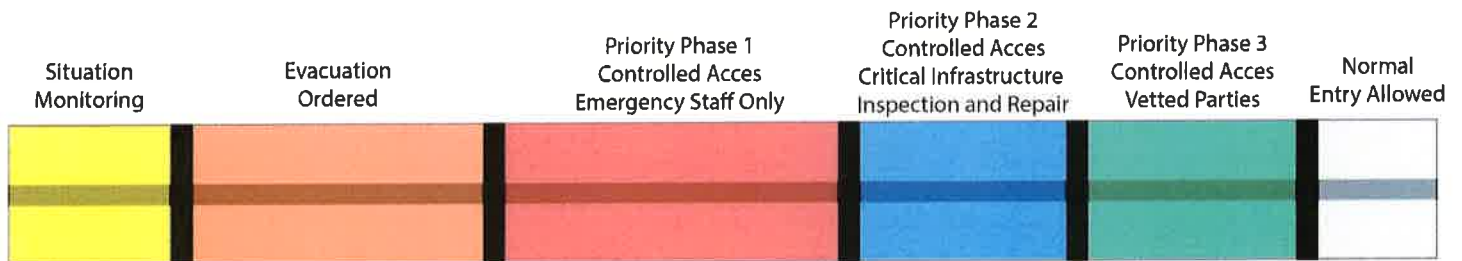 Situation
Monitoring
Evacuation
Ordered
Priority Phase 1
Controlled Acces
Emergency Staff Only
Priority Phase 2
Controlled Acces
Critical Infrastructure
Inspection and Repair
Priority Phase 3
Controlled Acces
Vetted Parties
Normal
Entry Allowed